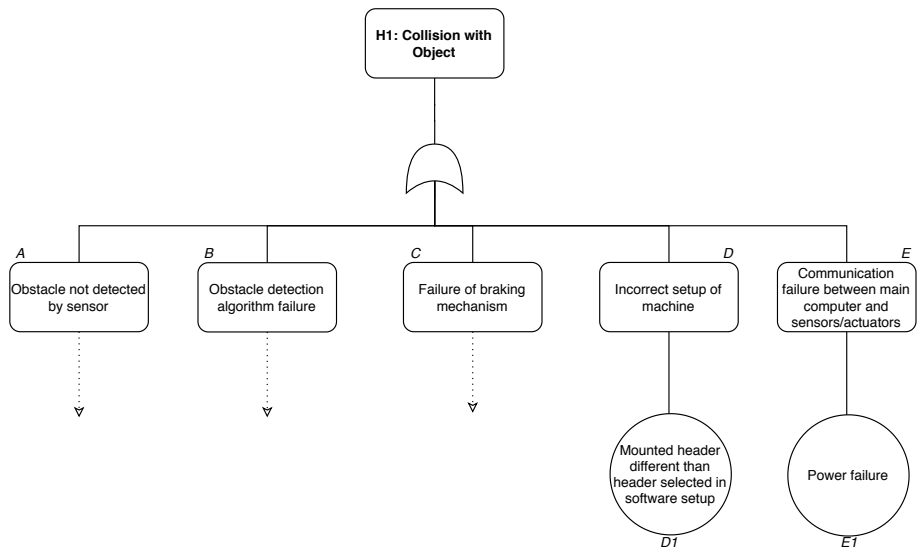 H1: Collision with
Object
A
B
C
D
E
Obstacle not detected
by sensor
Obstacle detection
algorithm failure
Failure of braking
mechanism
Incorrect setup of
machine
Communication
failure between main
computer and
sensors/actuators
Mounted header
different than
header selected in
software setup
Power failure
D1
E1